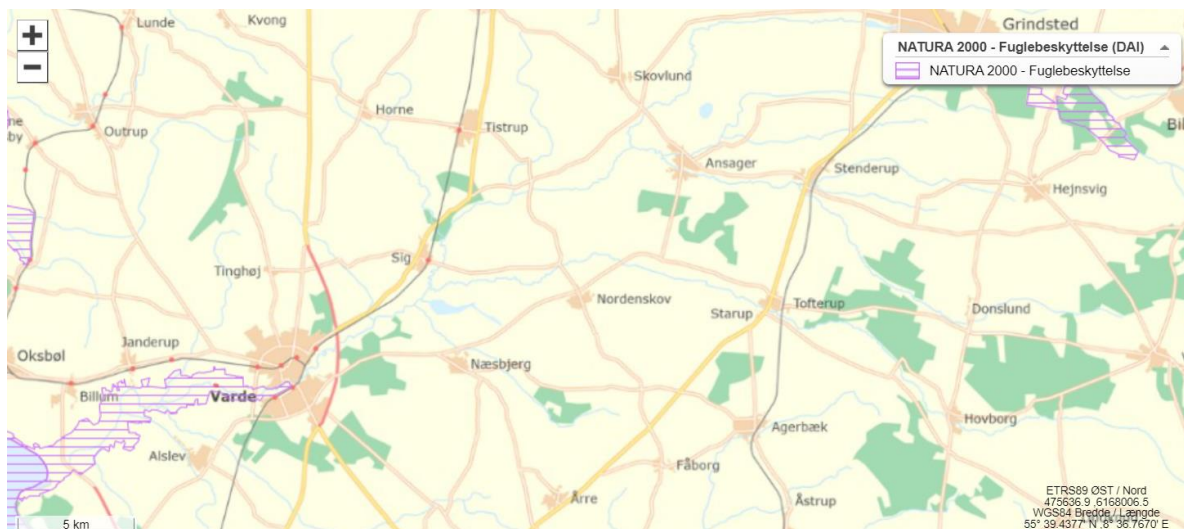 Lunde
Kvong
Grindsted
NATURA 2000 - Fuglebeskyttelse (DAI)
NATURA 2000 - Fuglebeskyttelse
Skovlund
Horne
Outrup
Tistrup
Ansager
Stenderup
Hejnsvig
Sig
Tinghøj
Nordenskov
Starup
Tofterup
Donslund
Oksbøl
Janderup
Næsbjerg
Billum
Varde
Hovborg
Agerbæk
Alslev
Fåborg
Årre
Åstrup
5 km
ETRS89 ØST / Nord
475636.9 ,6168006.5
WGS84 Bredde / Længde
55° 39.4377' N ,8° 36.7670' E